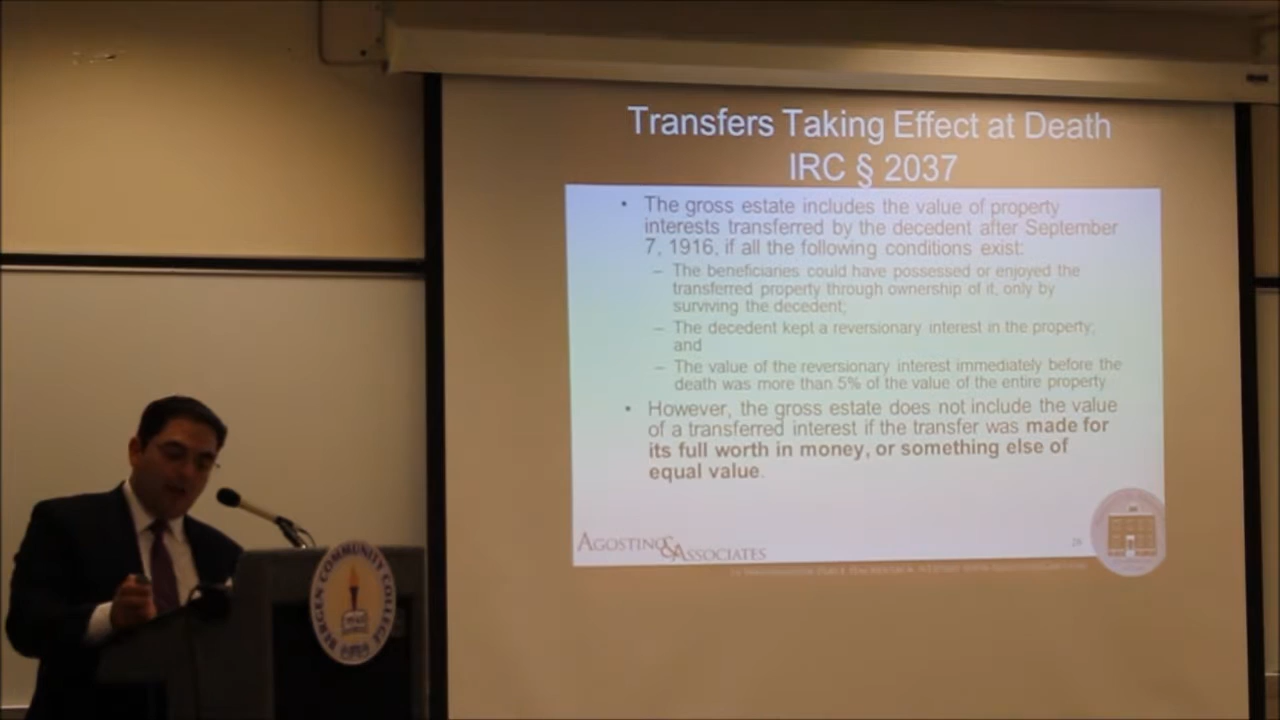 Transfers Taking Effect at Death
IRC § 2037
• The gross estate includes the value of property
interests transferred by the decedent after September
7, 1916, if all the following conditions exist:
– The beneficiaries could have possessed or enjoyed the
transferred property through ownership of it, only by
surviving the decedent;
– The decedent kept a reversionary interest in the property;
and
– The value of the reversionary interest immediately before the
death was more than 5% of the value of the entire property
• However, the gross estate does not include the value
of a transferred interest if the transfer was made for
its full worth in money, or something else of
equal value.
AGOSTINO & ASSOCIATES
BERGEN COMMUNITY COLLEGE